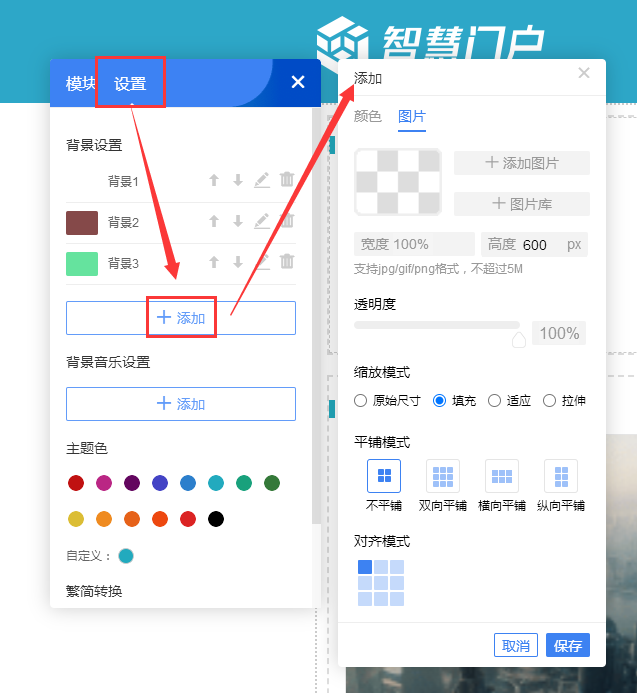 智慧门户
模块
设置
背景设置
背景1
背景2
背景3
添加
背景音乐设置
添加
主题色
自定义：
繁简转换
添加
颜色
图片
添加图片
图片库
宽度 100%
高度 600 px
支持jpg/gif/png格式，不超过5M
透明度
100%
缩放模式
原始尺寸 填充 适应 拉伸
平铺模式
不平铺 双向平铺 横向平铺 纵向平铺
对齐模式
取消 保存